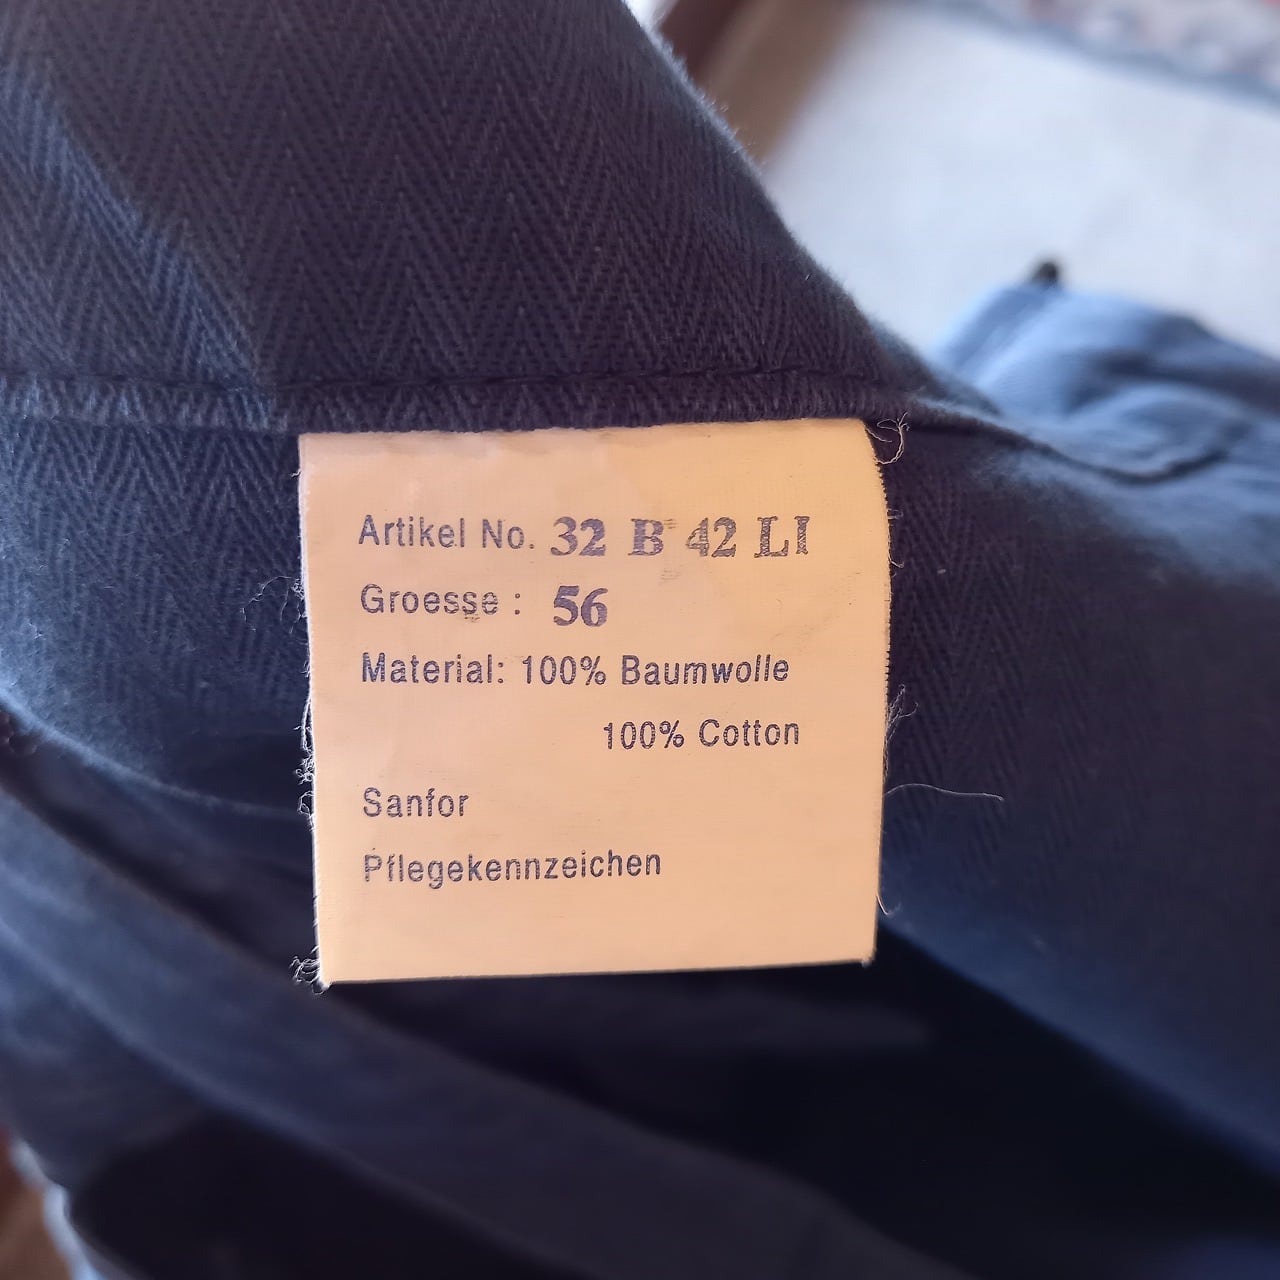 Artikel No. 32 B 42 LI
Groesse : 56
Material: 100% Baumwolle
100% Cotton
Sanfor
Pflegekennzeichen